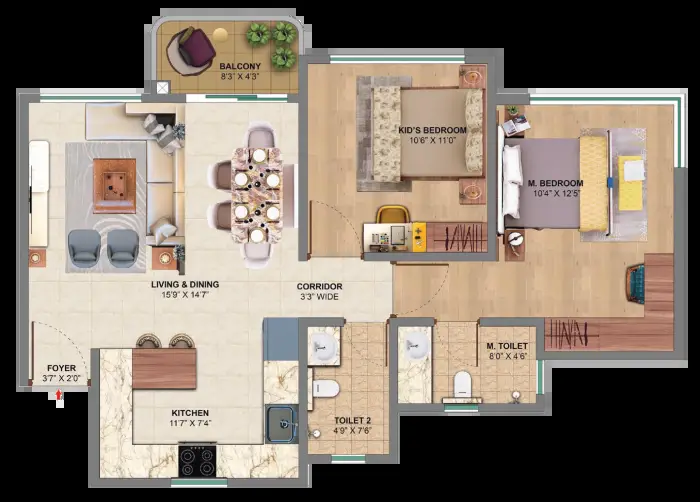 BALCONY
8'3" X 4'3"
KID'S BEDROOM
10'6" X 11'0"
M. BEDROOM
10'4" X 12'5"
LIVING & DINING
15'9" X 14'7"
CORRIDOR
3'3" WIDE
FOYER
3'7" X 2'0"
M. TOILET
8'0" X 4'6"
KITCHEN
11'7" X 7'4"
TOILET 2
4'9" X 7'6"